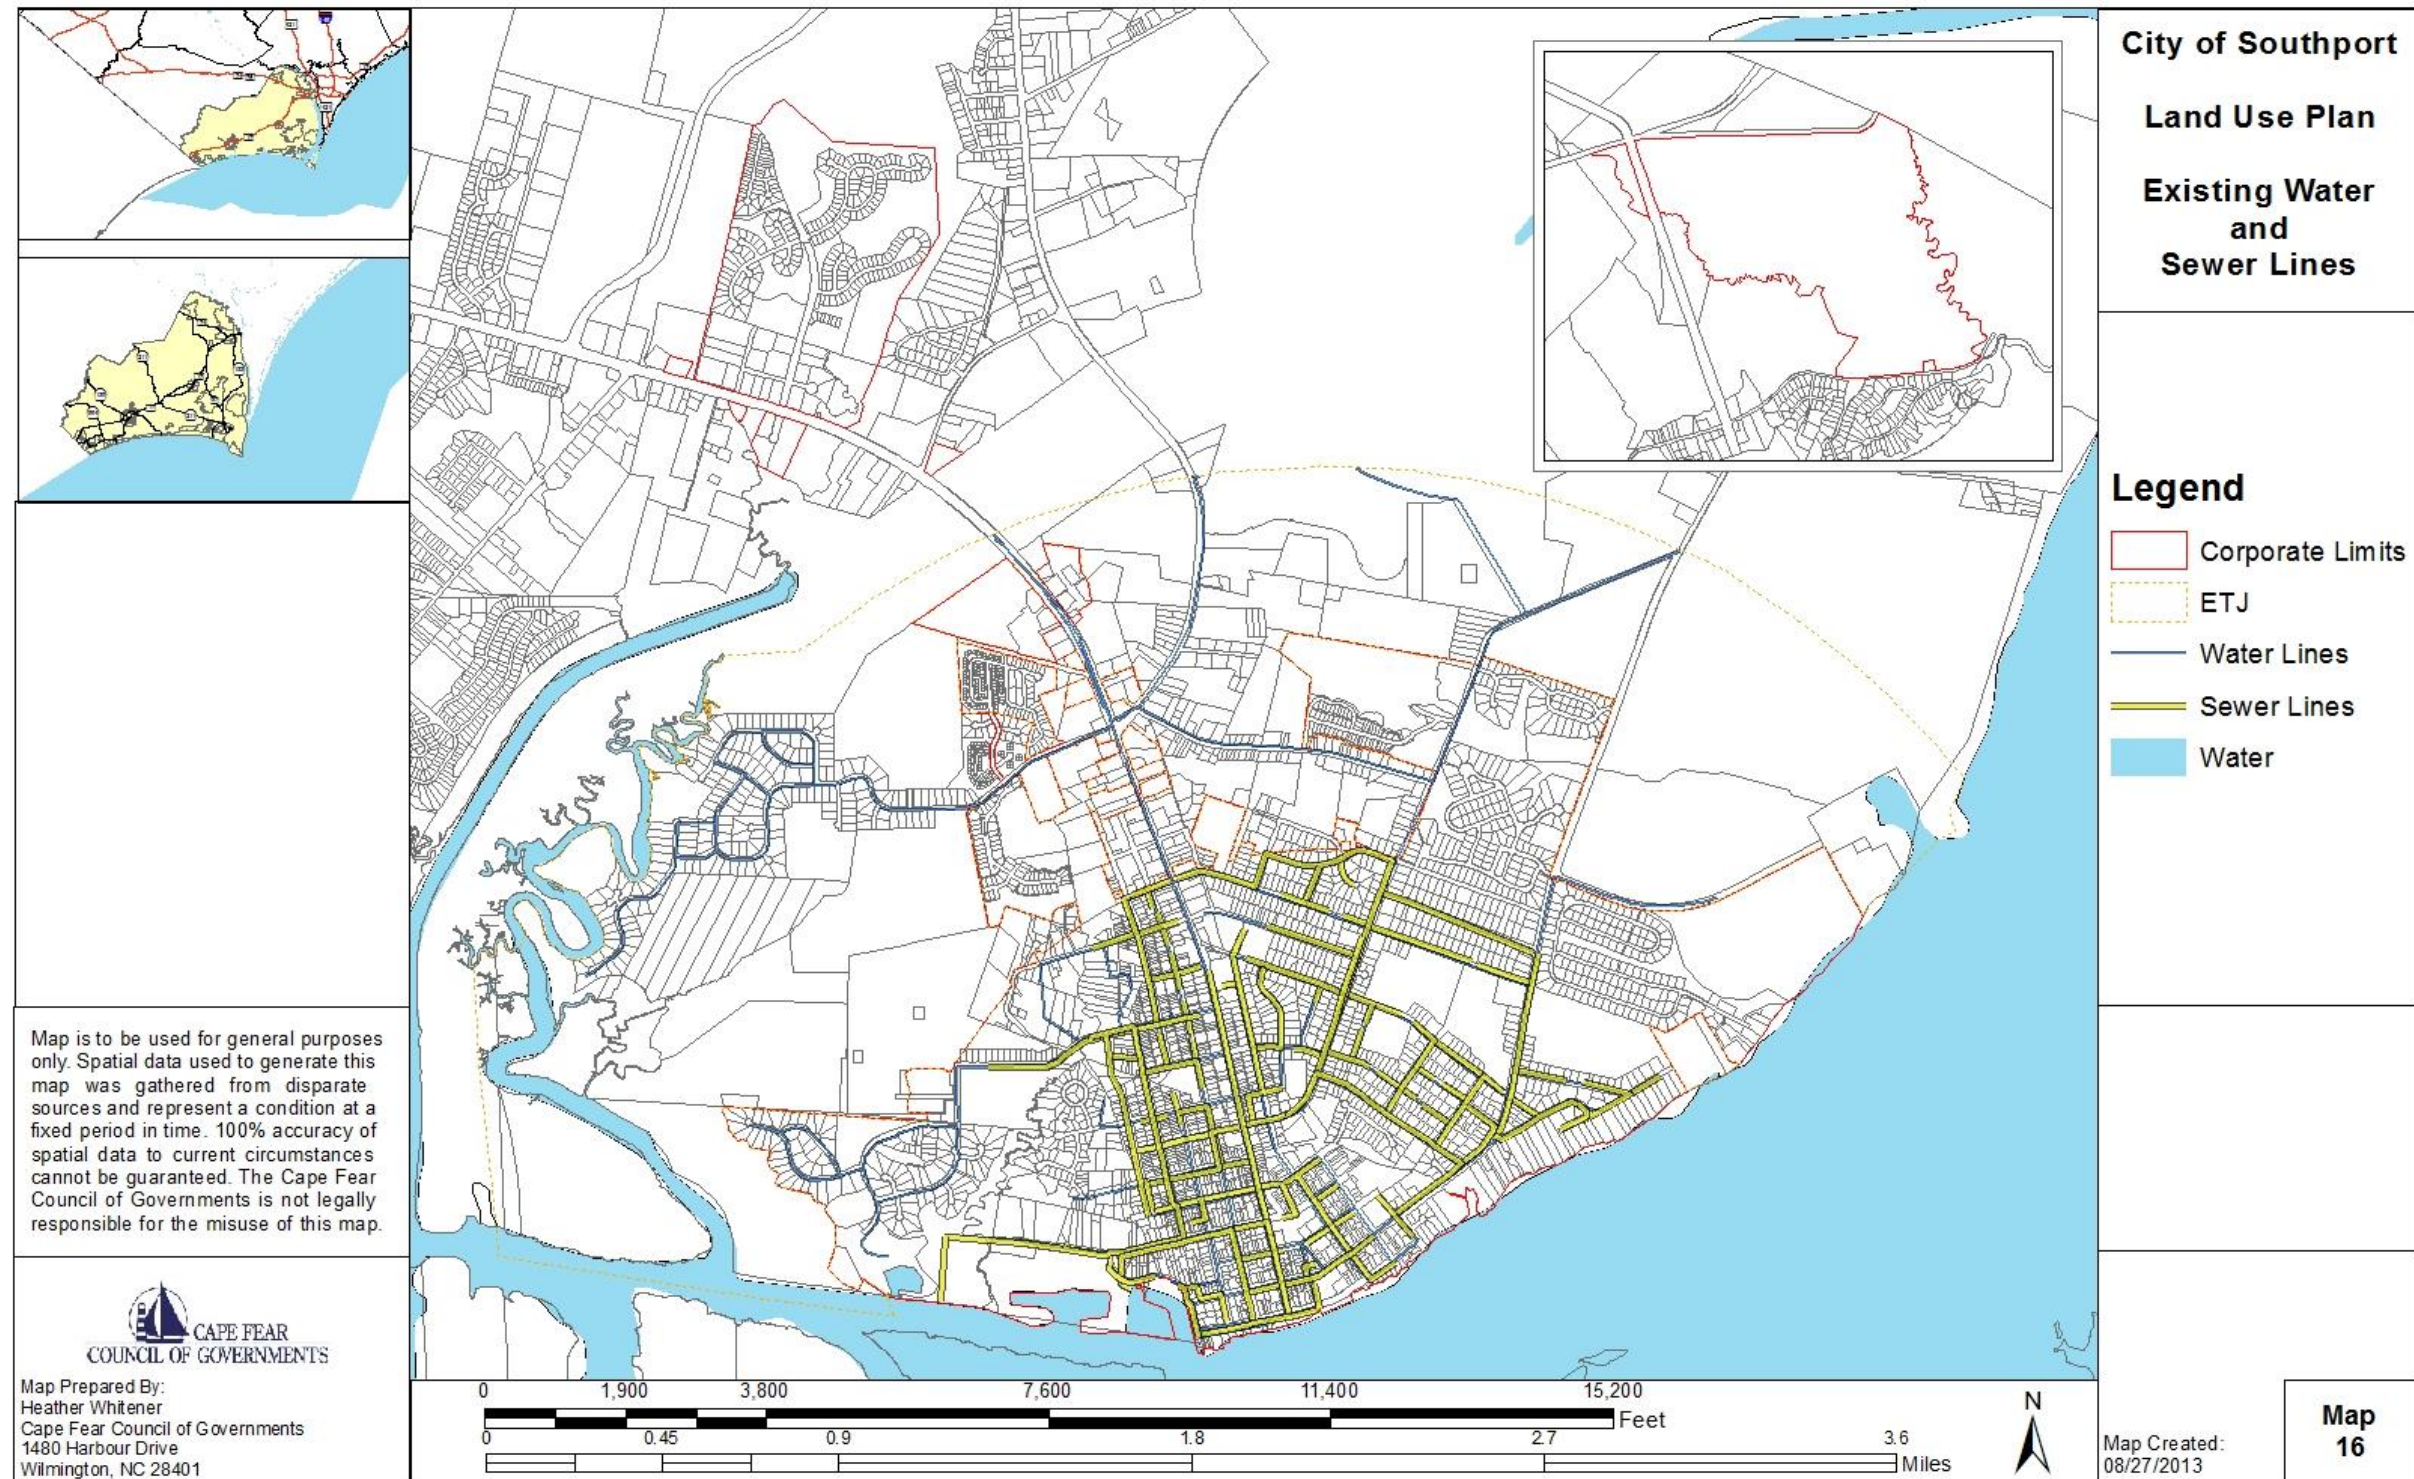 City of Southport
Land Use Plan
Existing Water
and
Sewer Lines
Legend
Corporate Limits
ETJ
Water Lines
Sewer Lines
Water
Map is to be used for general purposes
only. Spatial data used to generate this
map was gathered from disparate
sources and represent a condition at a
fixed period in time. 100% accuracy of
spatial data to current circumstances
cannot be guaranteed. The Cape Fear
Council of Governments is not legally
responsible for the misuse of this map.
CAPE FEAR
COUNCIL OF GOVERNMENTS
Map Prepared By:
Heather Whitener
Cape Fear Council of Governments
1480 Harbour Drive
Wilmington, NC 28401
0 1,900 3,800 7,600 11,400 15,200
Feet
0 0.45 0.9 1.8 2.7 3.6
Miles
N
Map Created:
08/27/2013
Map
16